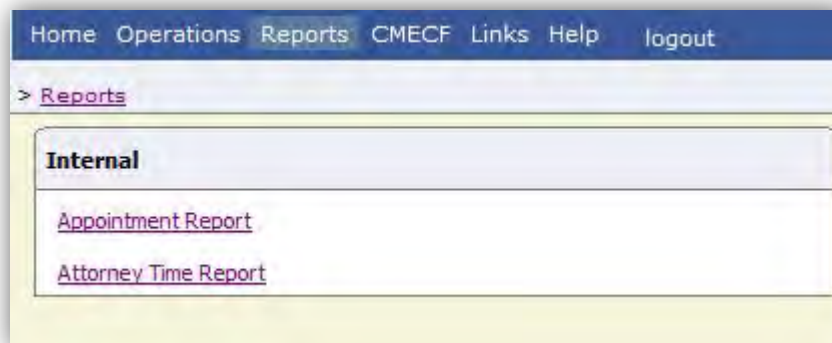 Home Operations Reports CMECF Links Help logout
> Reports
Internal
Appointment Report
Attorney Time Report